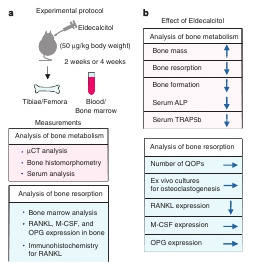 a
Experimental protocol
Eldecalcitol
(50 μg/kg body weight)
2 weeks or 4 weeks
Tibiae/Femora
Blood/
Bone marrow
Measurements
Analysis of bone metabolism
• μCT analysis
• Bone histomorphometry
• Serum analysis
Analysis of bone resorption
• Bone marrow analysis
• RANKL, M-CSF, and
OPG expression in bone
• Immunohistochemistry
for RANKL
b
Effect of Eldecalcitol
Analysis of bone metabolism
Bone mass
Bone resorption
Bone formation
Serum ALP
Serum TRAPSb
Analysis of bone resorption
Number of QOPs
Ex vivo cultures
for osteoclastogenesis
RANKL expression
M-CSF expression
OPG expression